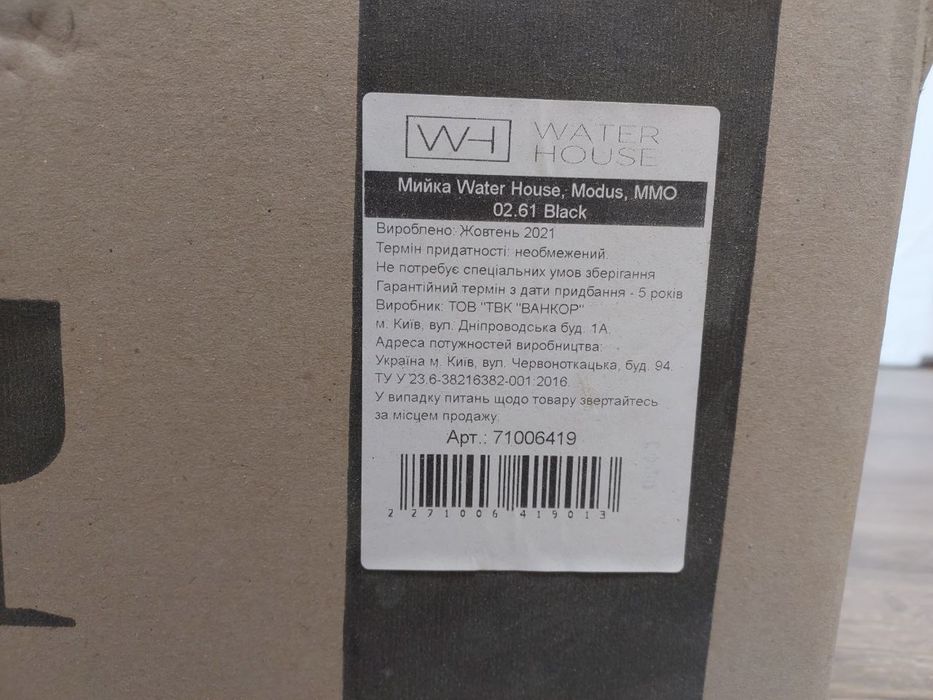 WH WATER
HOUSE
Мийка Water House, Modus, MMO
02.61 Black
Вироблено: Жовтень 2021
Термін придатності: необмежений.
Не потребує спеціальних умов зберігання
Гарантійний термін з дати придбання - 5 років
Виробник: ТОВ "ТВК "ВАНКОР"
м. Київ, вул. Дніпроводська буд. 1А.
Адреса потужностей виробництва:
Україна м. Київ, вул. Червоноткацька, буд. 94.
ТУ У 23.6-38216382-001:2016.
У випадку питань щодо товару звертайтесь
за місцем продажу.
Арт.: 71006419
2 271006 419013